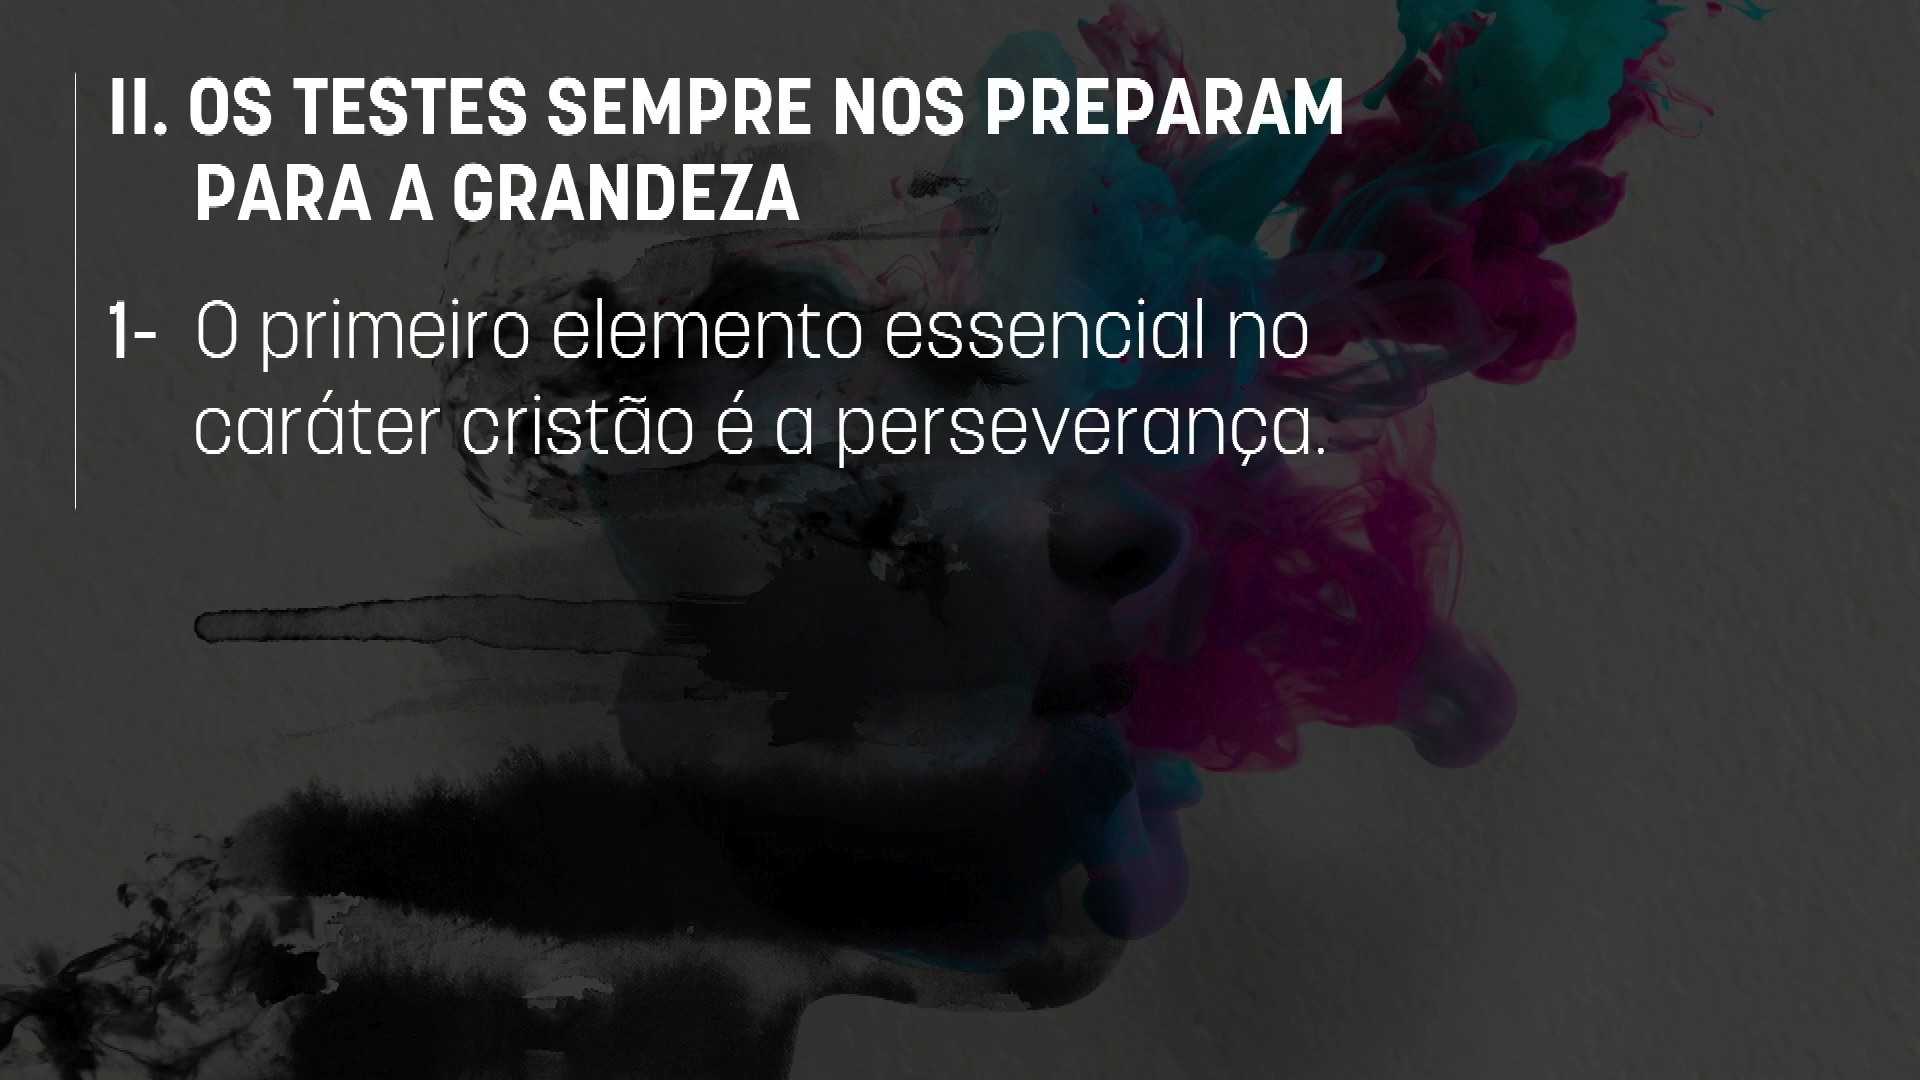 II. OS TESTES SEMPRE NOS PREPARAM
PARA A GRANDEZA
1- O primeiro elemento essencial no
caráter cristão é a perseverança.